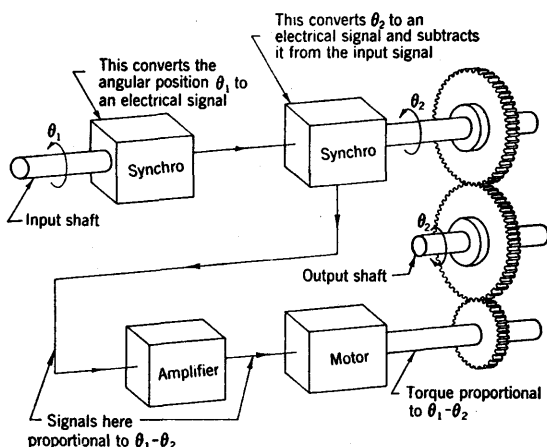 This converts θ₂ to an
electrical signal and subtracts
it from the input signal
This converts the
angular position θ₁ to
an electrical signal
θ₁
θ₂
Synchro
Synchro
Input shaft
θ₂
Output shaft
Amplifier
Motor
Signals here
proportional to θ₁-θ₂
Torque proportional
to θ₁-θ₂